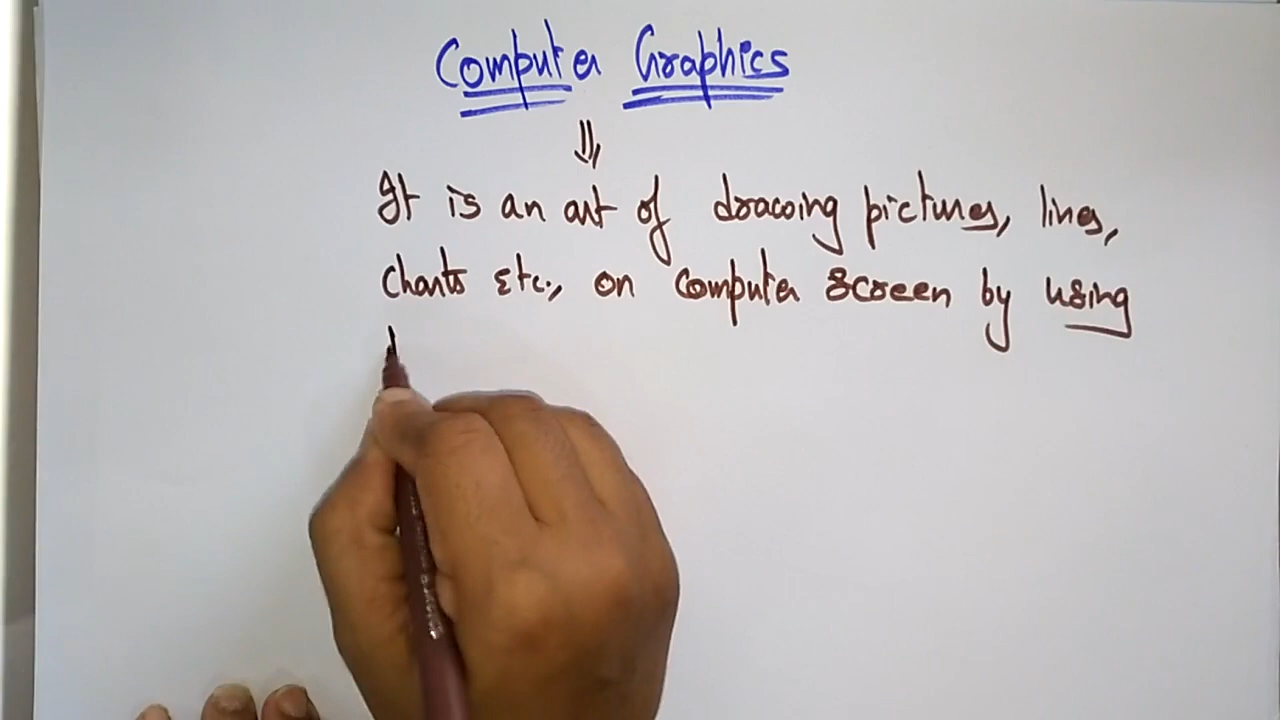 Computer Graphics
It is an art of drawing pictures, lines,
charts etc., on computer screen by using